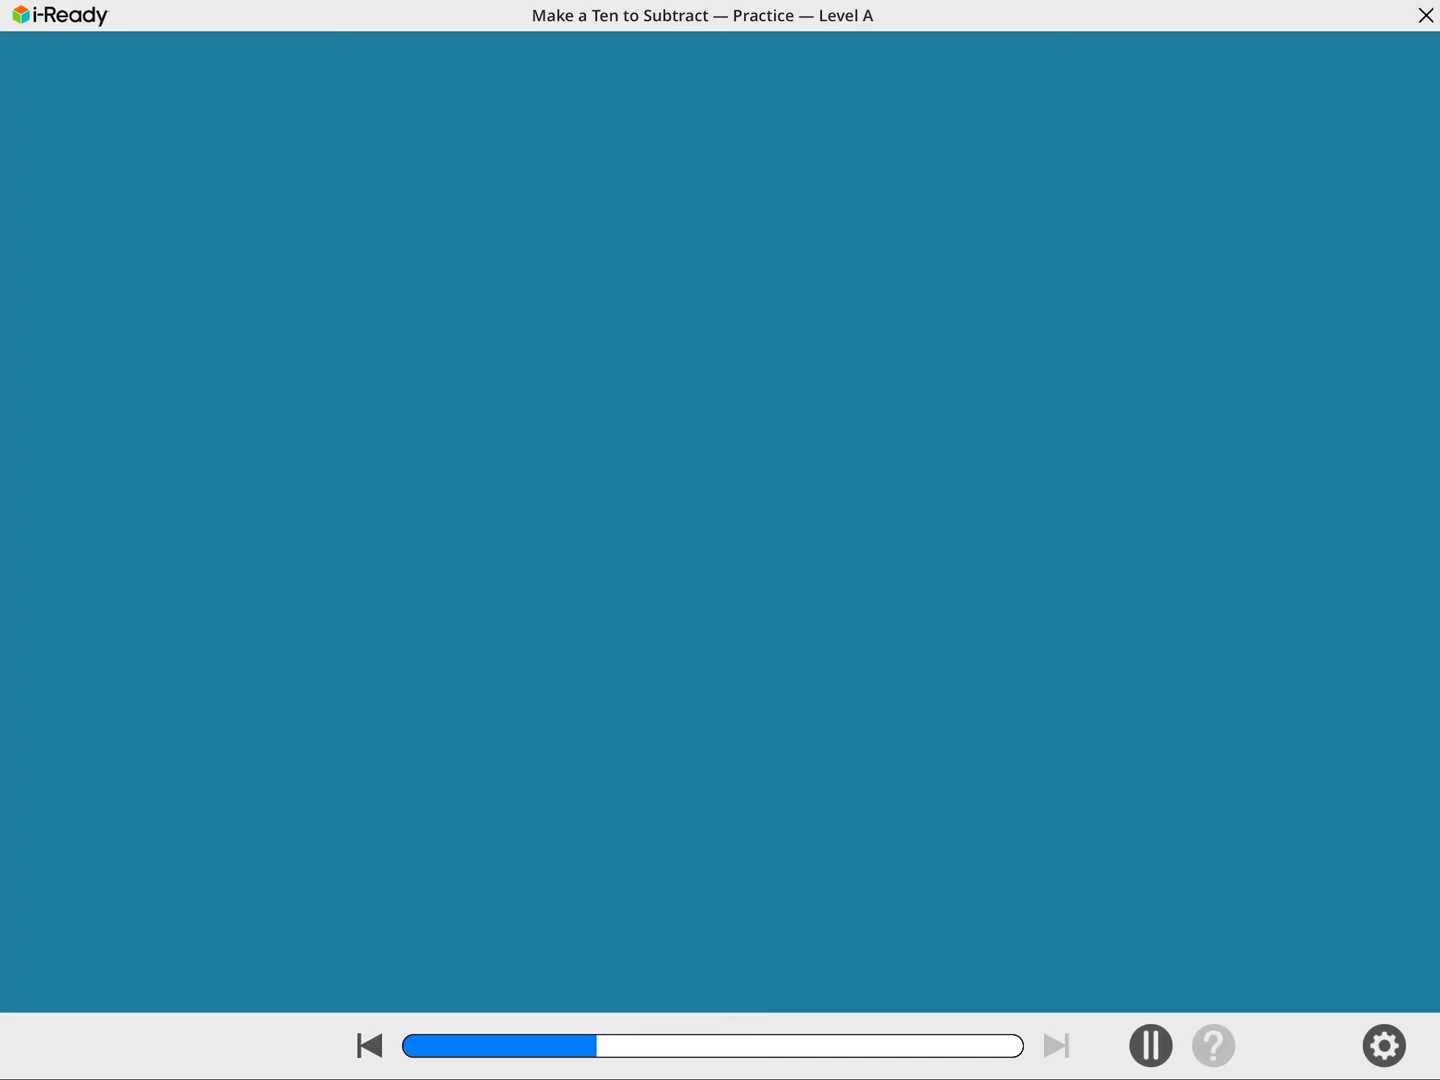 i-Ready
Make a Ten to Subtract — Practice — Level A
?